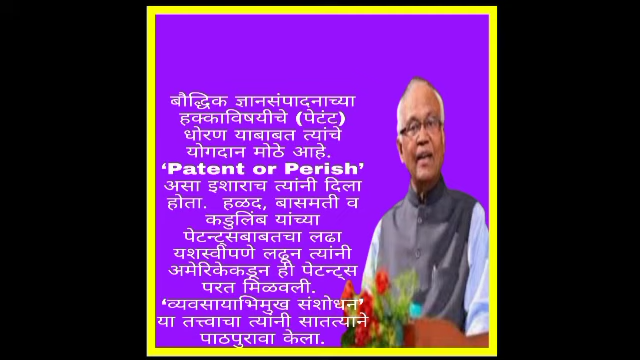 बौद्धिक ज्ञानसंपादनाच्या
हक्काविषयीचे (पेटंट)
धोरण याबाबत त्यांचे
योगदान मोठे आहे.
‘Patent or Perish’
असा इशाराच त्यांनी दिला
होता. हळद, बासमती व
कडुलिंब यांच्या
पेटन्ट्सबाबतचा लढा
यशस्वीपणे लढून त्यांनी
अमेरिकेकडून ही पेटन्ट्स
परत मिळवली.
‘व्यवसायाभिमुख संशोधन’
या तत्त्वाचा त्यांनी सातत्याने
पाठपुरावा केला.